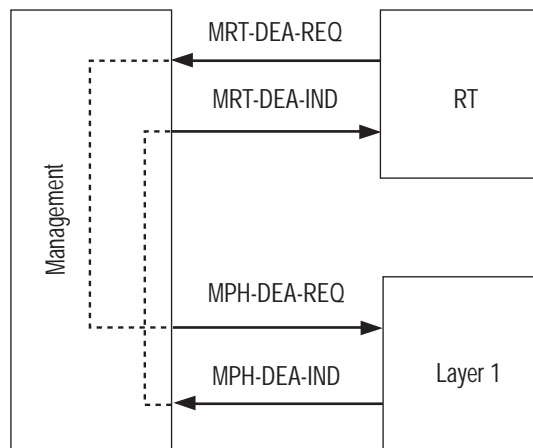 MRT-DEA-REQ
MRT-DEA-IND
RT
Management
MPH-DEA-REQ
MPH-DEA-IND
Layer 1